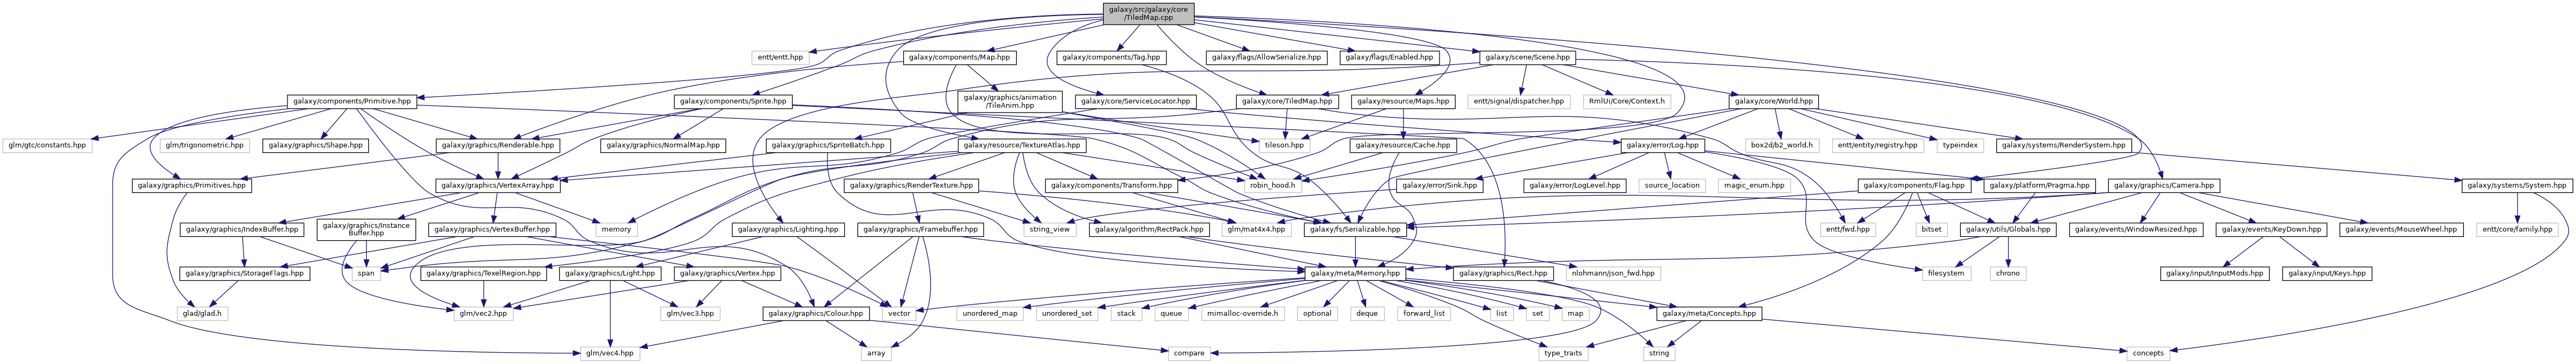 galaxy/src/galaxy/core
/TiledMap.cpp
entt/entt.hpp
galaxy/components/Map.hpp
galaxy/components/Tag.hpp
galaxy/flags/AllowSerialize.hpp
galaxy/flags/Enabled.hpp
galaxy/scene/Scene.hpp
galaxy/components/Primitive.hpp
galaxy/components/Sprite.hpp
galaxy/graphics/animation
/TileAnim.hpp
galaxy/core/ServiceLocator.hpp
galaxy/core/TiledMap.hpp
galaxy/resource/Maps.hpp
entt/signal/dispatcher.hpp
RmlUi/Core/Context.h
galaxy/core/World.hpp
glm/gtc/constants.hpp
glm/trigonometric.hpp
galaxy/graphics/Shape.hpp
galaxy/graphics/Renderable.hpp
galaxy/graphics/NormalMap.hpp
galaxy/graphics/SpriteBatch.hpp
galaxy/resource/TextureAtlas.hpp
tileson.hpp
galaxy/resource/Cache.hpp
galaxy/error/Log.hpp
box2d/b2_world.h
entt/entity/registry.hpp
typeindex
galaxy/systems/RenderSystem.hpp
galaxy/graphics/Primitives.hpp
galaxy/graphics/VertexArray.hpp
galaxy/graphics/RenderTexture.hpp
galaxy/components/Transform.hpp
robin_hood.h
galaxy/error/Sink.hpp
galaxy/error/LogLevel.hpp
source_location
magic_enum.hpp
galaxy/components/Flag.hpp
galaxy/platform/Pragma.hpp
galaxy/graphics/Camera.hpp
galaxy/systems/System.hpp
galaxy/graphics/IndexBuffer.hpp
galaxy/graphics/Instance
Buffer.hpp
galaxy/graphics/VertexBuffer.hpp
memory
galaxy/graphics/Lighting.hpp
galaxy/graphics/Framebuffer.hpp
string_view
galaxy/algorithm/RectPack.hpp
glm/mat4x4.hpp
galaxy/fs/Serializable.hpp
entt/fwd.hpp
bitset
galaxy/utils/Globals.hpp
galaxy/events/WindowResized.hpp
galaxy/events/KeyDown.hpp
galaxy/events/MouseWheel.hpp
entt/core/family.hpp
galaxy/graphics/StorageFlags.hpp
span
galaxy/graphics/TexelRegion.hpp
galaxy/graphics/Light.hpp
galaxy/graphics/Vertex.hpp
galaxy/meta/Memory.hpp
galaxy/graphics/Rect.hpp
nlohmann/json_fwd.hpp
filesystem
chrono
galaxy/input/InputMods.hpp
galaxy/input/Keys.hpp
glad/glad.h
glm/vec2.hpp
glm/vec3.hpp
galaxy/graphics/Colour.hpp
vector
unordered_map
unordered_set
stack
queue
mimalloc-override.h
optional
deque
forward_list
list
set
map
galaxy/meta/Concepts.hpp
glm/vec4.hpp
array
compare
type_traits
string
concepts